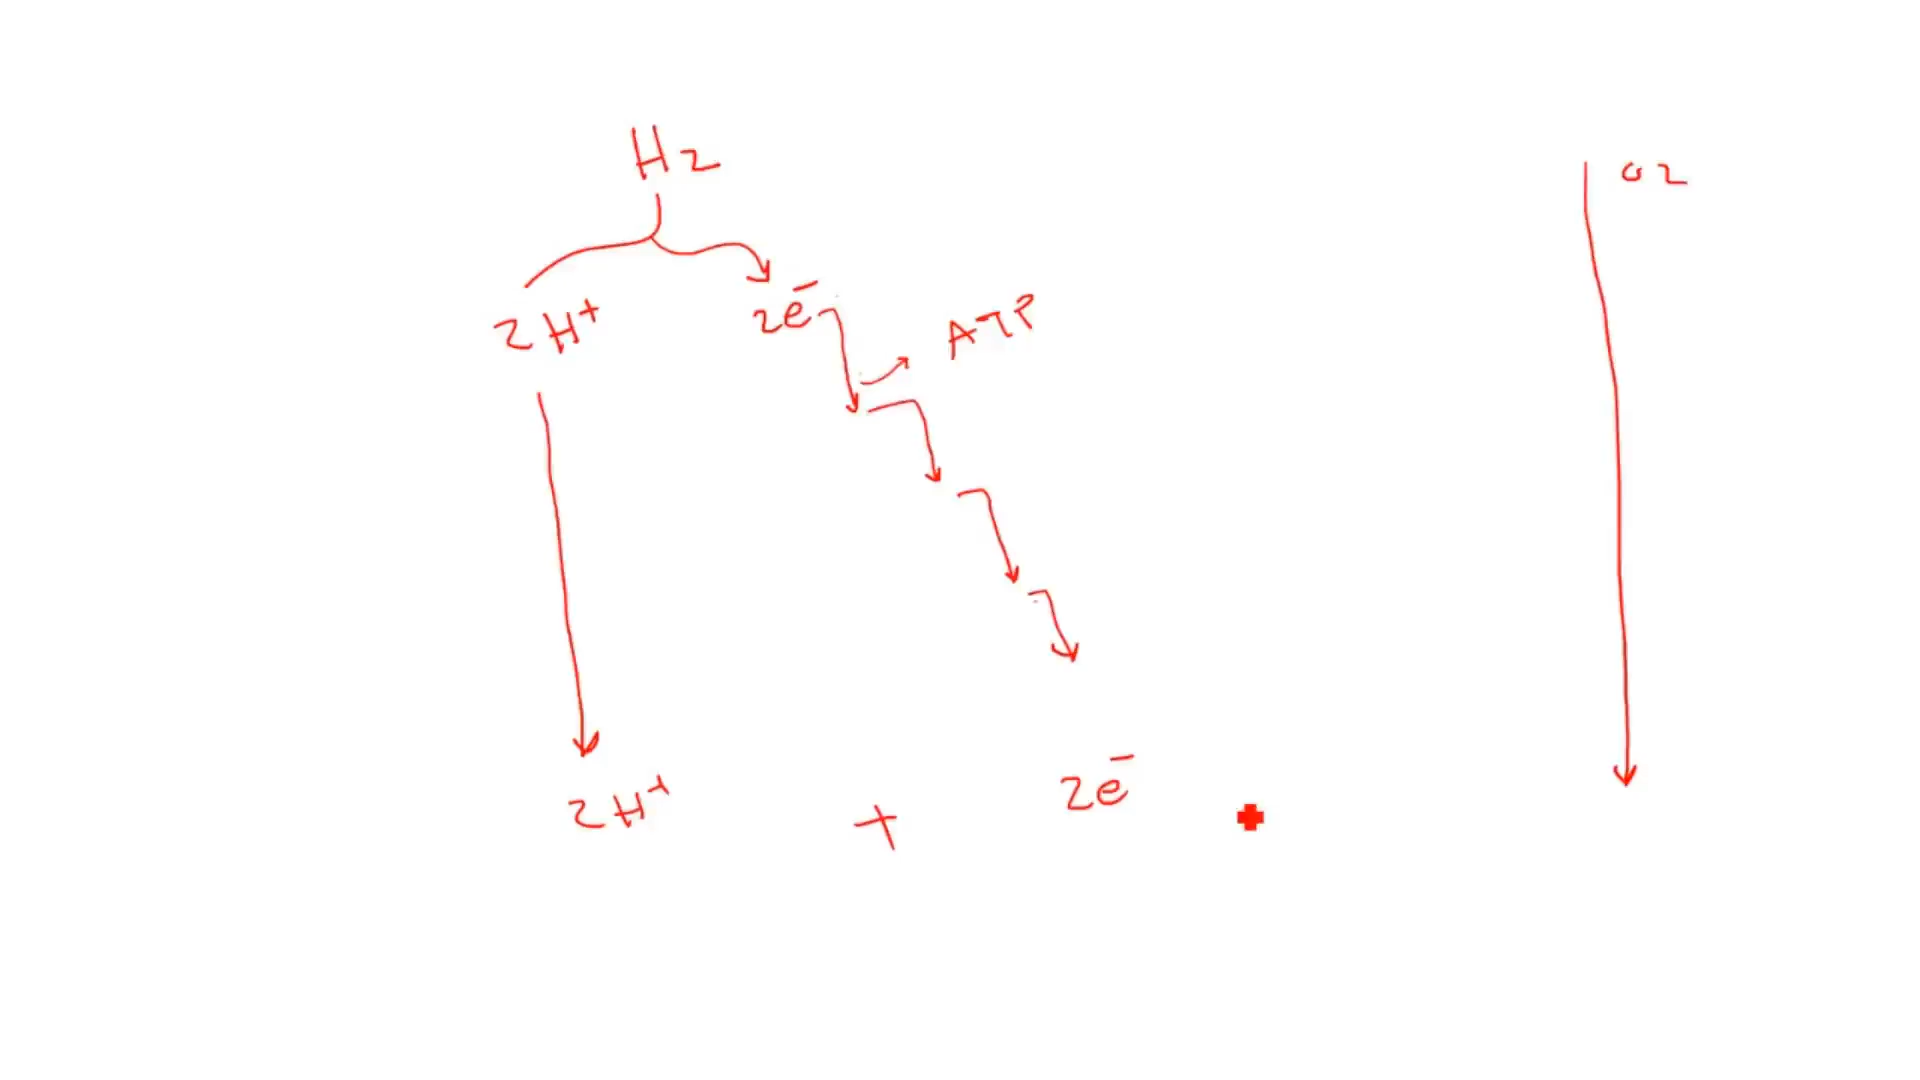 H2
O2
2H+
2e-
ATP
2H+ + 2e-